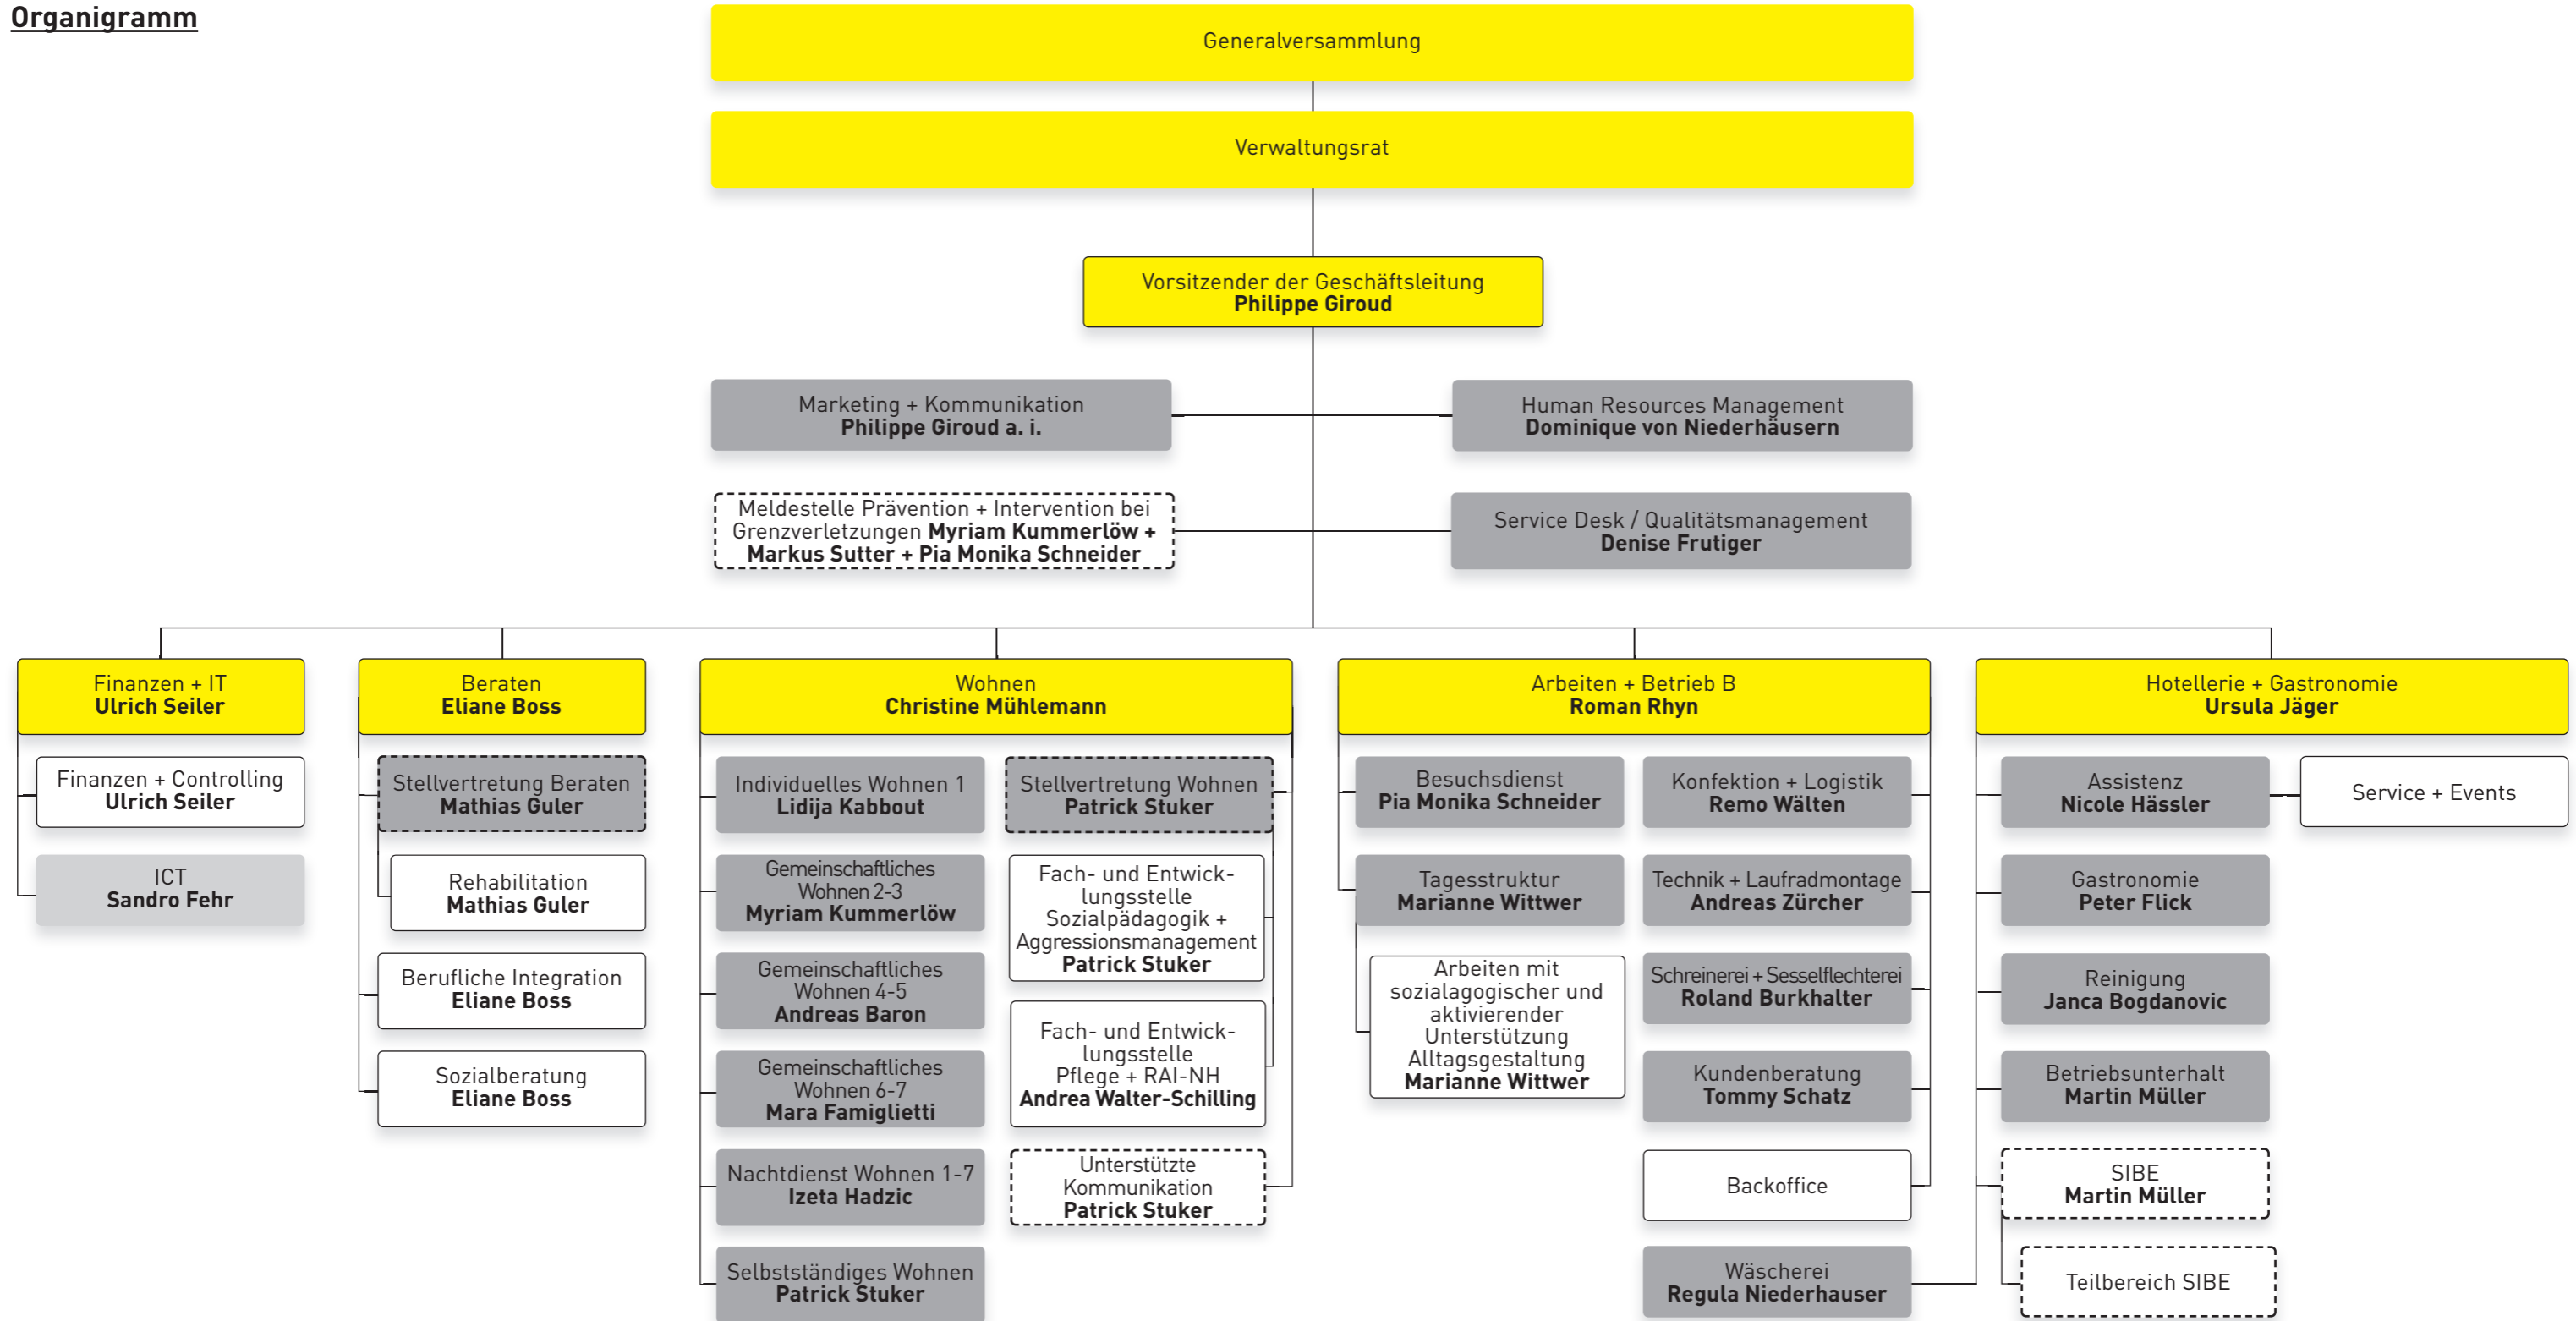 Organigramm
Generalversammlung
Verwaltungsrat
Vorsitzender der Geschäftsleitung
Philippe Giroud
Marketing + Kommunikation
Philippe Giroud a. i.
Human Resources Management
Dominique von Niederhäusern
Meldestelle Prävention + Intervention bei
Grenzverletzungen Myriam Kummerlöw +
Markus Sutter + Pia Monika Schneider
Service Desk / Qualitätsmanagement
Denise Frutiger
Finanzen + IT
Ulrich Seiler
Finanzen + Controlling
Ulrich Seiler
ICT
Sandro Fehr
Beraten
Eliane Boss
Stellvertretung Beraten
Mathias Guler
Rehabilitation
Mathias Guler
Berufliche Integration
Eliane Boss
Sozialberatung
Eliane Boss
Wohnen
Christine Mühlemann
Individuelles Wohnen 1
Lidija Kabbout
Gemeinschaftliches
Wohnen 2-3
Myriam Kummerlöw
Gemeinschaftliches
Wohnen 4-5
Andreas Baron
Gemeinschaftliches
Wohnen 6-7
Mara Famiglietti
Nachtdienst Wohnen 1-7
Izeta Hadzic
Selbstständiges Wohnen
Patrick Stuker
Stellvertretung Wohnen
Patrick Stuker
Fach- und Entwick-
lungsstelle
Sozialpädagogik +
Aggressionsmanagement
Patrick Stuker
Fach- und Entwick-
lungsstelle
Pflege + RAI-NH
Andrea Walter-Schilling
Unterstützte
Kommunikation
Patrick Stuker
Arbeiten + Betrieb B
Roman Rhyn
Besuchsdienst
Pia Monika Schneider
Tagesstruktur
Marianne Wittwer
Arbeiten mit
sozialagogischer und
aktivierender
Unterstützung
Alltagsgestaltung
Marianne Wittwer
Konfektion + Logistik
Remo Wälten
Technik + Laufradmontage
Andreas Zürcher
Schreinerei + Sesselflechterei
Roland Burkhalter
Kundenberatung
Tommy Schatz
Backoffice
Wäscherei
Regula Niederhauser
Hotellerie + Gastronomie
Ursula Jäger
Assistenz
Nicole Hässler
Service + Events
Gastronomie
Peter Flick
Reinigung
Janca Bogdanovic
Betriebsunterhalt
Martin Müller
SIBE
Martin Müller
Teilbereich SIBE